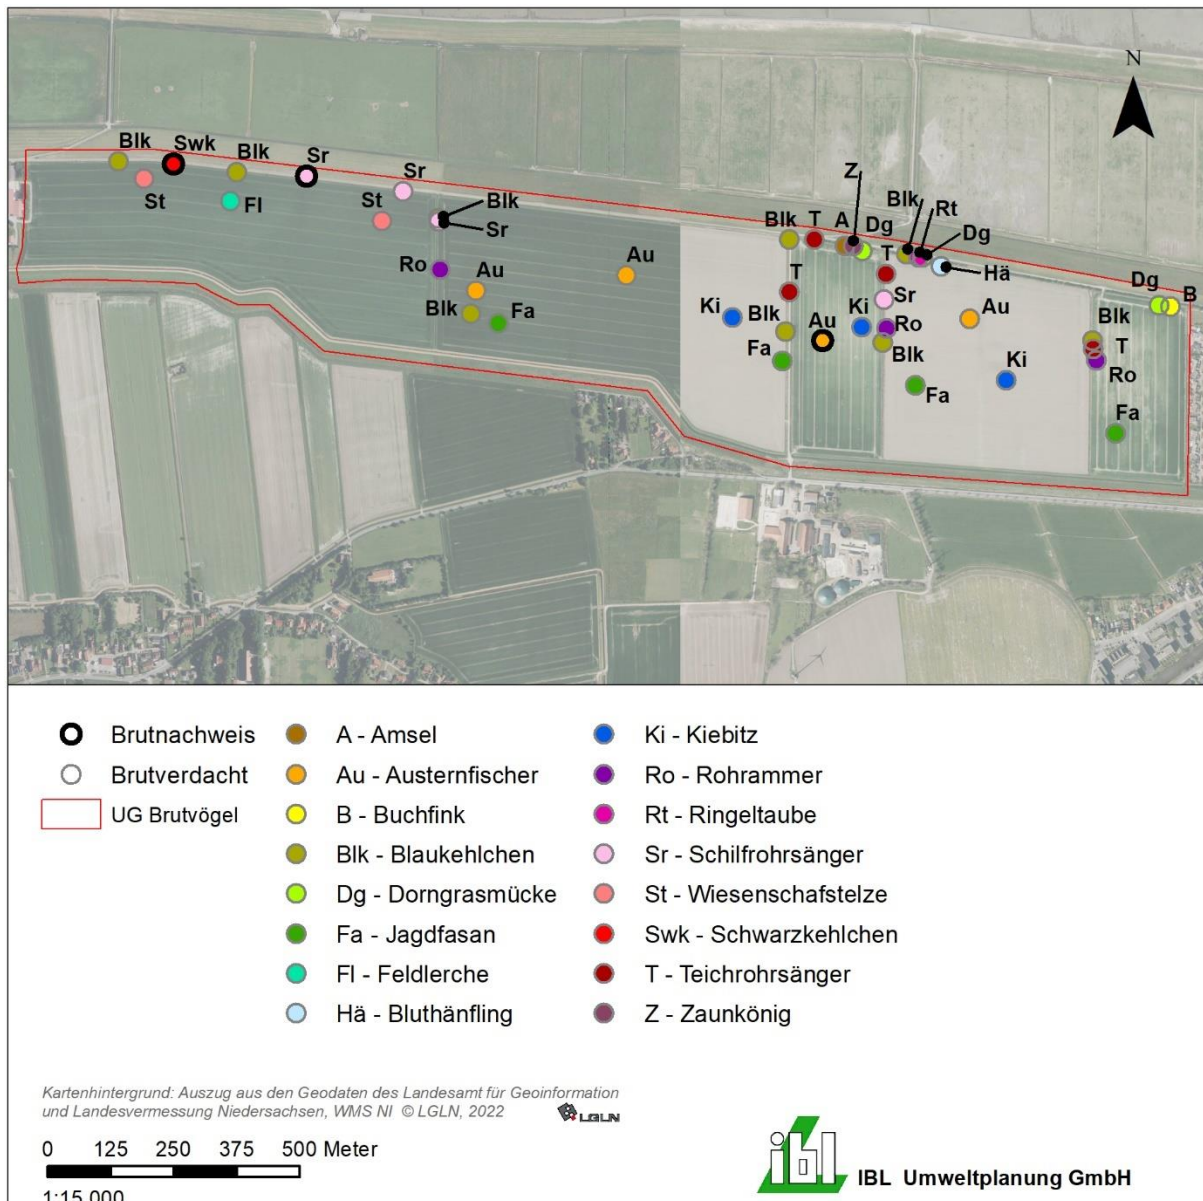 N
Blk Swk Blk Sr Sr
St Fl St Blk
Sr
Z Blk Rt
Blk T A Dg Dg
Hä
Ro Au Au T T
Sr Dg B
Blk Fa Ki Blk Au Ki Ro Au Blk
T
Fa Blk Ki Ro
Fa Fa
Brutnachweis
Brutverdacht
UG Brutvögel
A - Amsel
Au - Austernfischer
B - Buchfink
Blk - Blaukehlchen
Dg - Dorngrasmücke
Fa - Jagdfasan
Fl - Feldlerche
Hä - Bluthänfling
Ki - Kiebitz
Ro - Rohrammer
Rt - Ringeltaube
Sr - Schilfrohrsänger
St - Wiesenschafstelze
Swk - Schwarzkehlchen
T - Teichrohrsänger
Z - Zaunkönig
Kartenhintergrund: Auszug aus den Geodaten des Landesamt für Geoinformation
und Landesvermessung Niedersachsen, WMS NI © LGLN, 2022 LGLN
0 125 250 375 500 Meter
1:15.000
ibl IBL Umweltplanung GmbH